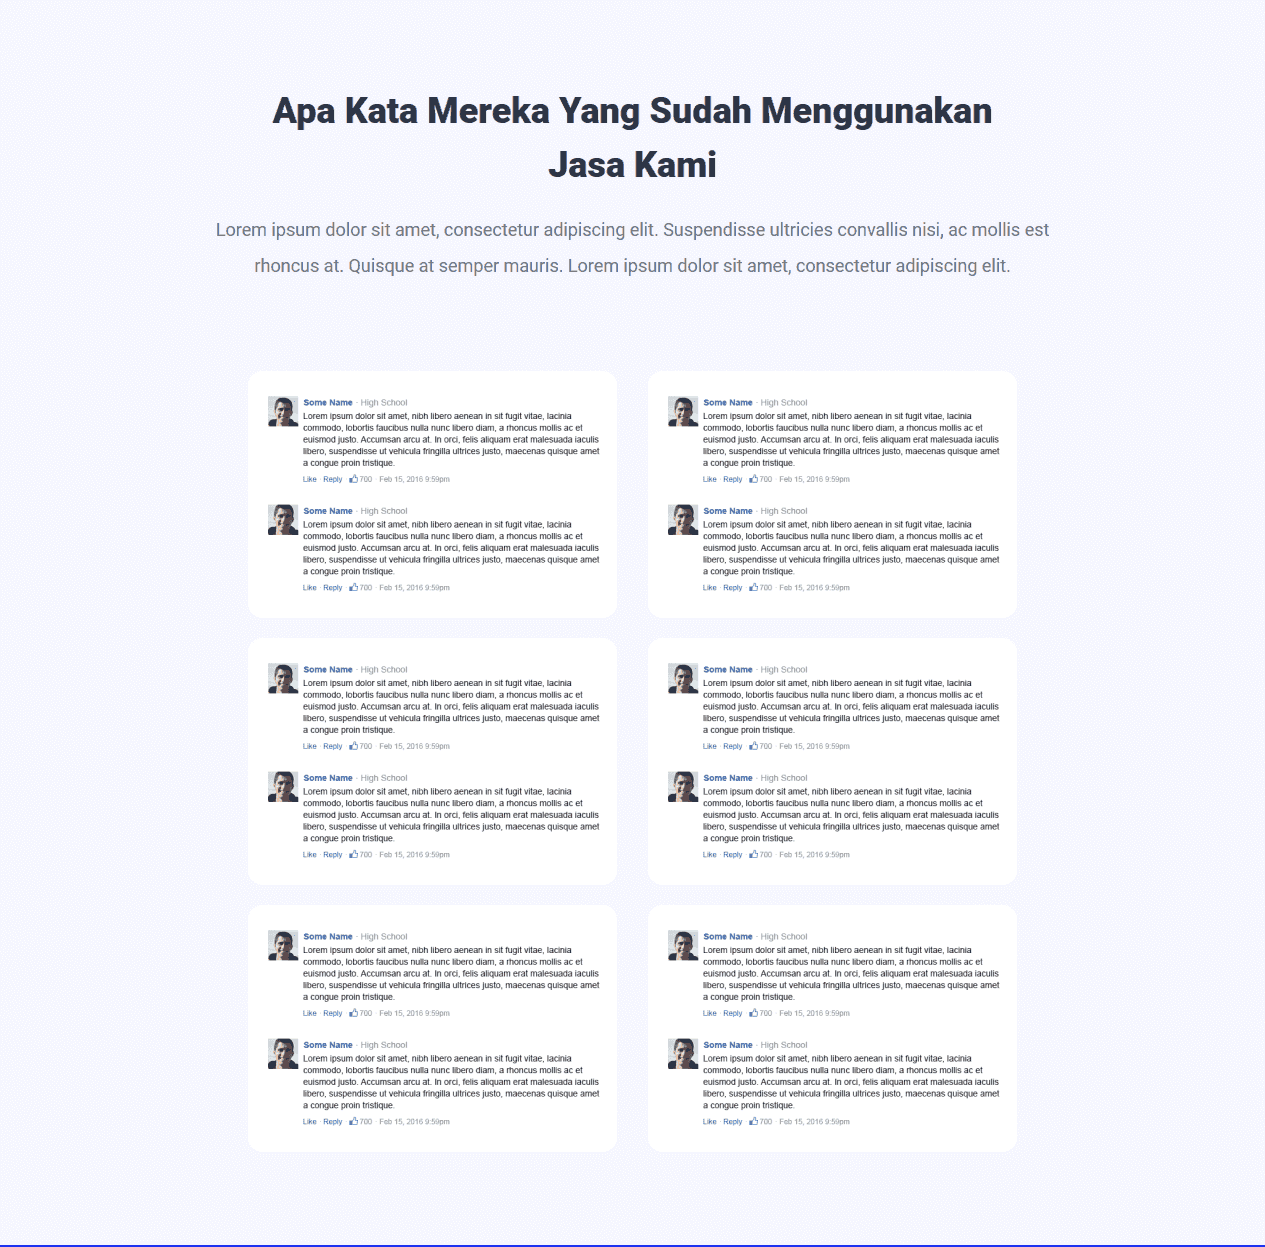 Apa Kata Mereka Yang Sudah Menggunakan
Jasa Kami
Lorem ipsum dolor sit amet, consectetur adipiscing elit. Suspendisse ultricies convallis nisi, ac mollis est
rhoncus at. Quisque at semper mauris. Lorem ipsum dolor sit amet, consectetur adipiscing elit.
Some Name · High School
Lorem ipsum dolor sit amet, nibh libero aenean in sit fugit vitae, lacinia
commodo, lobortis faucibus nulla nunc libero diam, a rhoncus mollis ac et
euismod justo. Accumsan arcu at. In orci, felis aliquam erat malesuada iaculis
libero, suspendisse ut vehicula fringilla ultrices justo, maecenas quisque amet
a congue proin tristique.
Like · Reply 700 · Feb 15, 2016 9:59pm
Some Name · High School
Lorem ipsum dolor sit amet, nibh libero aenean in sit fugit vitae, lacinia
commodo, lobortis faucibus nulla nunc libero diam, a rhoncus mollis ac et
euismod justo. Accumsan arcu at. In orci, felis aliquam erat malesuada iaculis
libero, suspendisse ut vehicula fringilla ultrices justo, maecenas quisque amet
a congue proin tristique.
Like · Reply 700 · Feb 15, 2016 9:59pm
Some Name · High School
Lorem ipsum dolor sit amet, nibh libero aenean in sit fugit vitae, lacinia
commodo, lobortis faucibus nulla nunc libero diam, a rhoncus mollis ac et
euismod justo. Accumsan arcu at. In orci, felis aliquam erat malesuada iaculis
libero, suspendisse ut vehicula fringilla ultrices justo, maecenas quisque amet
a congue proin tristique.
Like · Reply 700 · Feb 15, 2016 9:59pm
Some Name · High School
Lorem ipsum dolor sit amet, nibh libero aenean in sit fugit vitae, lacinia
commodo, lobortis faucibus nulla nunc libero diam, a rhoncus mollis ac et
euismod justo. Accumsan arcu at. In orci, felis aliquam erat malesuada iaculis
libero, suspendisse ut vehicula fringilla ultrices justo, maecenas quisque amet
a congue proin tristique.
Like · Reply 700 · Feb 15, 2016 9:59pm
Some Name · High School
Lorem ipsum dolor sit amet, nibh libero aenean in sit fugit vitae, lacinia
commodo, lobortis faucibus nulla nunc libero diam, a rhoncus mollis ac et
euismod justo. Accumsan arcu at. In orci, felis aliquam erat malesuada iaculis
libero, suspendisse ut vehicula fringilla ultrices justo, maecenas quisque amet
a congue proin tristique.
Like · Reply 700 · Feb 15, 2016 9:59pm
Some Name · High School
Lorem ipsum dolor sit amet, nibh libero aenean in sit fugit vitae, lacinia
commodo, lobortis faucibus nulla nunc libero diam, a rhoncus mollis ac et
euismod justo. Accumsan arcu at. In orci, felis aliquam erat malesuada iaculis
libero, suspendisse ut vehicula fringilla ultrices justo, maecenas quisque amet
a congue proin tristique.
Like · Reply 700 · Feb 15, 2016 9:59pm
Some Name · High School
Lorem ipsum dolor sit amet, nibh libero aenean in sit fugit vitae, lacinia
commodo, lobortis faucibus nulla nunc libero diam, a rhoncus mollis ac et
euismod justo. Accumsan arcu at. In orci, felis aliquam erat malesuada iaculis
libero, suspendisse ut vehicula fringilla ultrices justo, maecenas quisque amet
a congue proin tristique.
Like · Reply 700 · Feb 15, 2016 9:59pm
Some Name · High School
Lorem ipsum dolor sit amet, nibh libero aenean in sit fugit vitae, lacinia
commodo, lobortis faucibus nulla nunc libero diam, a rhoncus mollis ac et
euismod justo. Accumsan arcu at. In orci, felis aliquam erat malesuada iaculis
libero, suspendisse ut vehicula fringilla ultrices justo, maecenas quisque amet
a congue proin tristique.
Like · Reply 700 · Feb 15, 2016 9:59pm
Some Name · High School
Lorem ipsum dolor sit amet, nibh libero aenean in sit fugit vitae, lacinia
commodo, lobortis faucibus nulla nunc libero diam, a rhoncus mollis ac et
euismod justo. Accumsan arcu at. In orci, felis aliquam erat malesuada iaculis
libero, suspendisse ut vehicula fringilla ultrices justo, maecenas quisque amet
a congue proin tristique.
Like · Reply 700 · Feb 15, 2016 9:59pm
Some Name · High School
Lorem ipsum dolor sit amet, nibh libero aenean in sit fugit vitae, lacinia
commodo, lobortis faucibus nulla nunc libero diam, a rhoncus mollis ac et
euismod justo. Accumsan arcu at. In orci, felis aliquam erat malesuada iaculis
libero, suspendisse ut vehicula fringilla ultrices justo, maecenas quisque amet
a congue proin tristique.
Like · Reply 700 · Feb 15, 2016 9:59pm
Some Name · High School
Lorem ipsum dolor sit amet, nibh libero aenean in sit fugit vitae, lacinia
commodo, lobortis faucibus nulla nunc libero diam, a rhoncus mollis ac et
euismod justo. Accumsan arcu at. In orci, felis aliquam erat malesuada iaculis
libero, suspendisse ut vehicula fringilla ultrices justo, maecenas quisque amet
a congue proin tristique.
Like · Reply 700 · Feb 15, 2016 9:59pm
Some Name · High School
Lorem ipsum dolor sit amet, nibh libero aenean in sit fugit vitae, lacinia
commodo, lobortis faucibus nulla nunc libero diam, a rhoncus mollis ac et
euismod justo. Accumsan arcu at. In orci, felis aliquam erat malesuada iaculis
libero, suspendisse ut vehicula fringilla ultrices justo, maecenas quisque amet
a congue proin tristique.
Like · Reply 700 · Feb 15, 2016 9:59pm